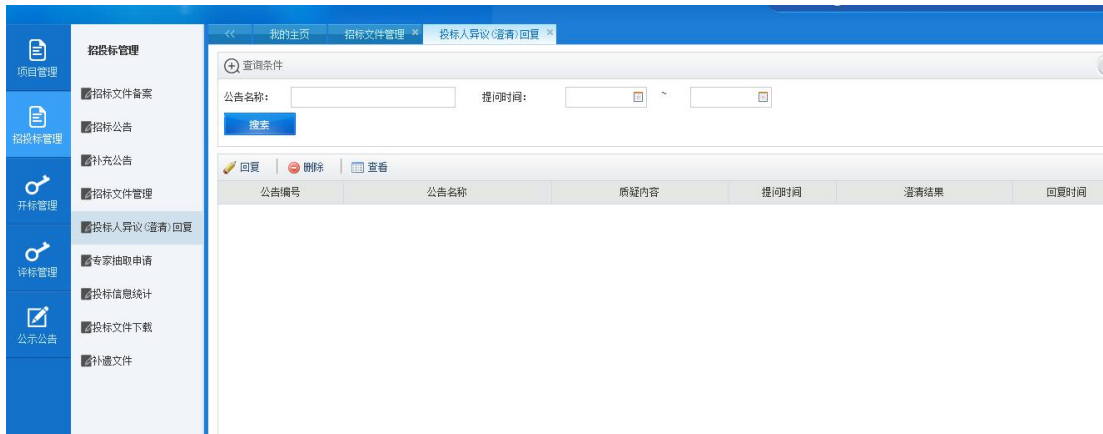 << 我的主页 招标文件管理 × 投标人异议(澄清)回复 ×
项目管理
招投标管理
开标管理
评标管理
公示公告
招投标管理
招标文件备案
招标公告
补充公告
招标文件管理
投标人异议(澄清)回复
专家抽取申请
投标信息统计
投标文件下载
补遗文件
查询条件
公告名称: 提问时间: ~
搜索
回复 删除 查看
公告编号 公告名称 质疑内容 提问时间 澄清结果 回复时间